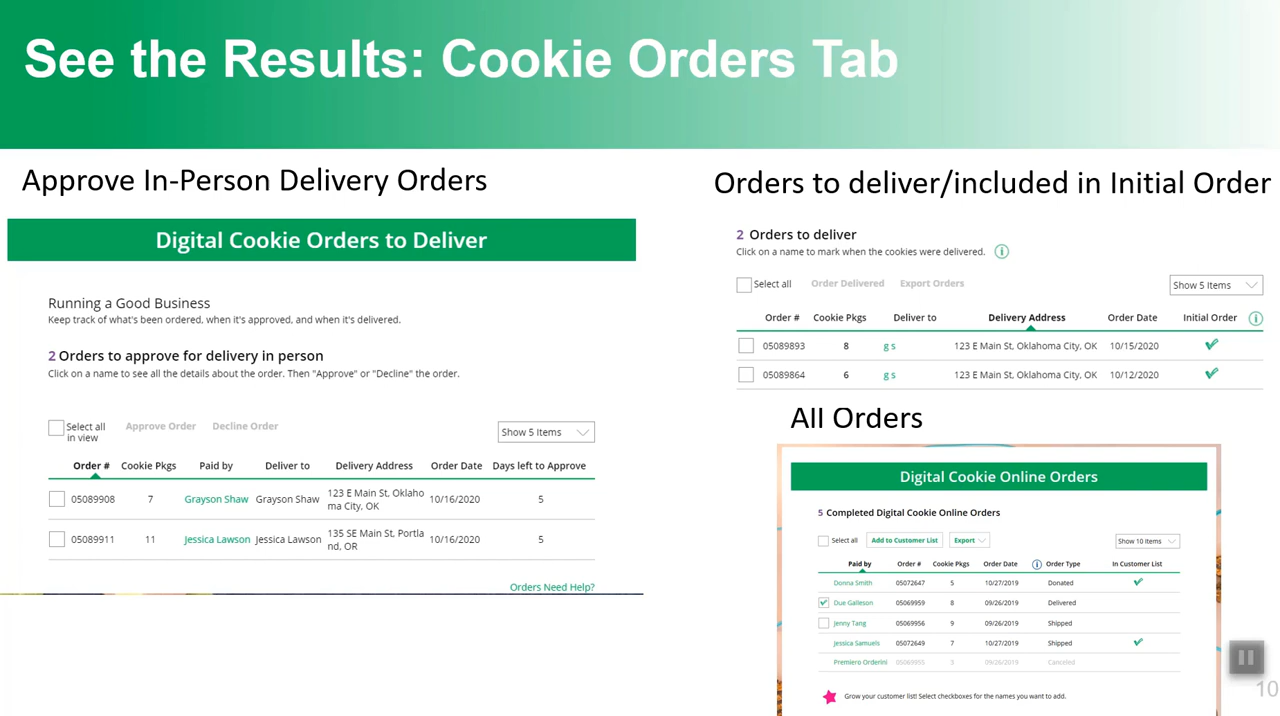 See the Results: Cookie Orders Tab
Approve In-Person Delivery Orders
Digital Cookie Orders to Deliver
Running a Good Business
Keep track of what's been ordered, when it's approved, and when it's delivered.
2 Orders to approve for delivery in person
Click on a name to see all the details about the order. Then "Approve" or "Decline" the order.
Select all in view Approve Order Decline Order Show 5 Items
Order # Cookie Pkgs Paid by Deliver to Delivery Address Order Date Days left to Approve
05089908 7 Grayson Shaw Grayson Shaw 123 E Main St, Oklaho
ma City, OK 10/16/2020 5
05089911 11 Jessica Lawson Jessica Lawson 135 SE Main St, Portla
nd, OR 10/16/2020 5
Orders Need Help?
Orders to deliver/included in Initial Order
2 Orders to deliver
Click on a name to mark when the cookies were delivered. i
Select all Order Delivered Export Orders Show 5 Items
Order # Cookie Pkgs Deliver to Delivery Address Order Date Initial Order i
05089893 8 g s 123 E Main St, Oklahoma City, OK 10/15/2020
05089864 6 g s 123 E Main St, Oklahoma City, OK 10/12/2020
All Orders
Digital Cookie Online Orders
5 Completed Digital Cookie Online Orders
Select all Add to Customer List Export Show 10 Items
Paid by Order # Cookie Pkgs Order Date i Order Type In Customer List
Donna Smith 05072647 5 10/27/2019 Donated
Due Galleson 05069959 8 09/26/2019 Delivered
Jenny Tang 05069956 9 09/26/2019 Shipped
Jessica Samuels 05072649 7 10/27/2019 Shipped
Premiero Orderini 05069955 3 09/26/2019 Canceled
Grow your customer list! Select checkboxes for the names you want to add.
10